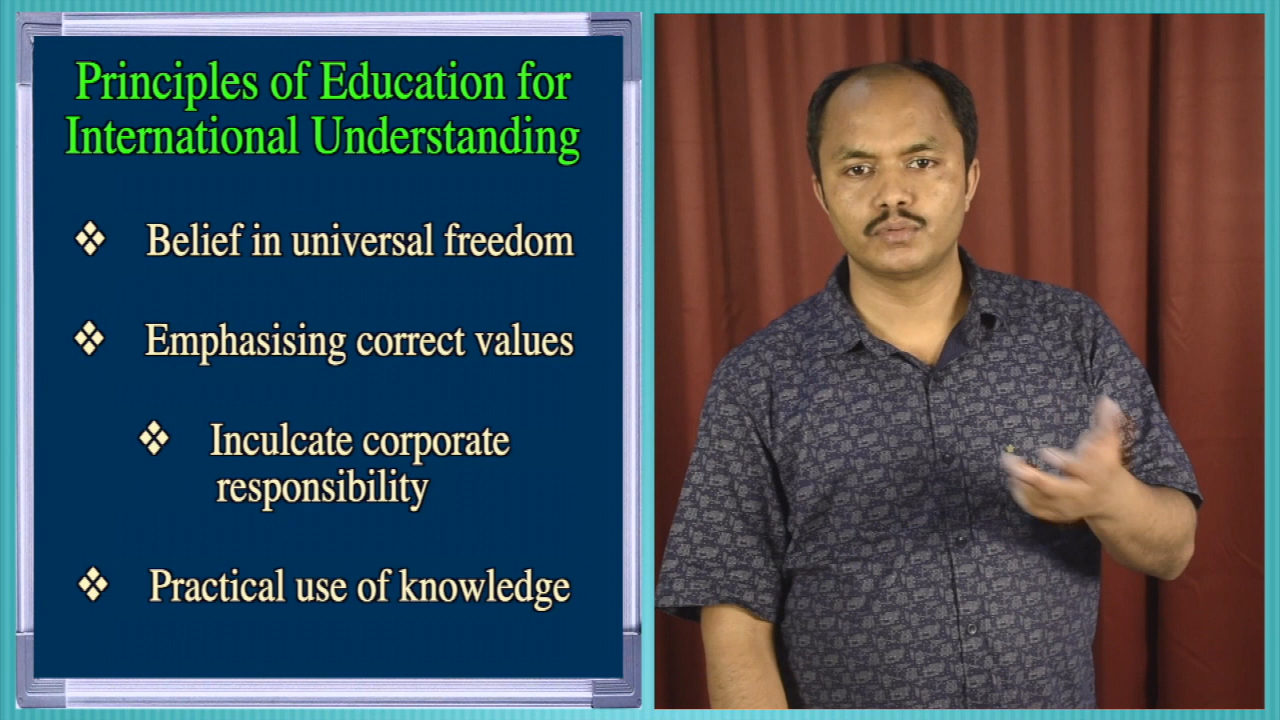 Principles of Education for
International Understanding
❖ Belief in universal freedom
❖ Emphasising correct values
❖ Inculcate corporate
responsibility
❖ Practical use of knowledge